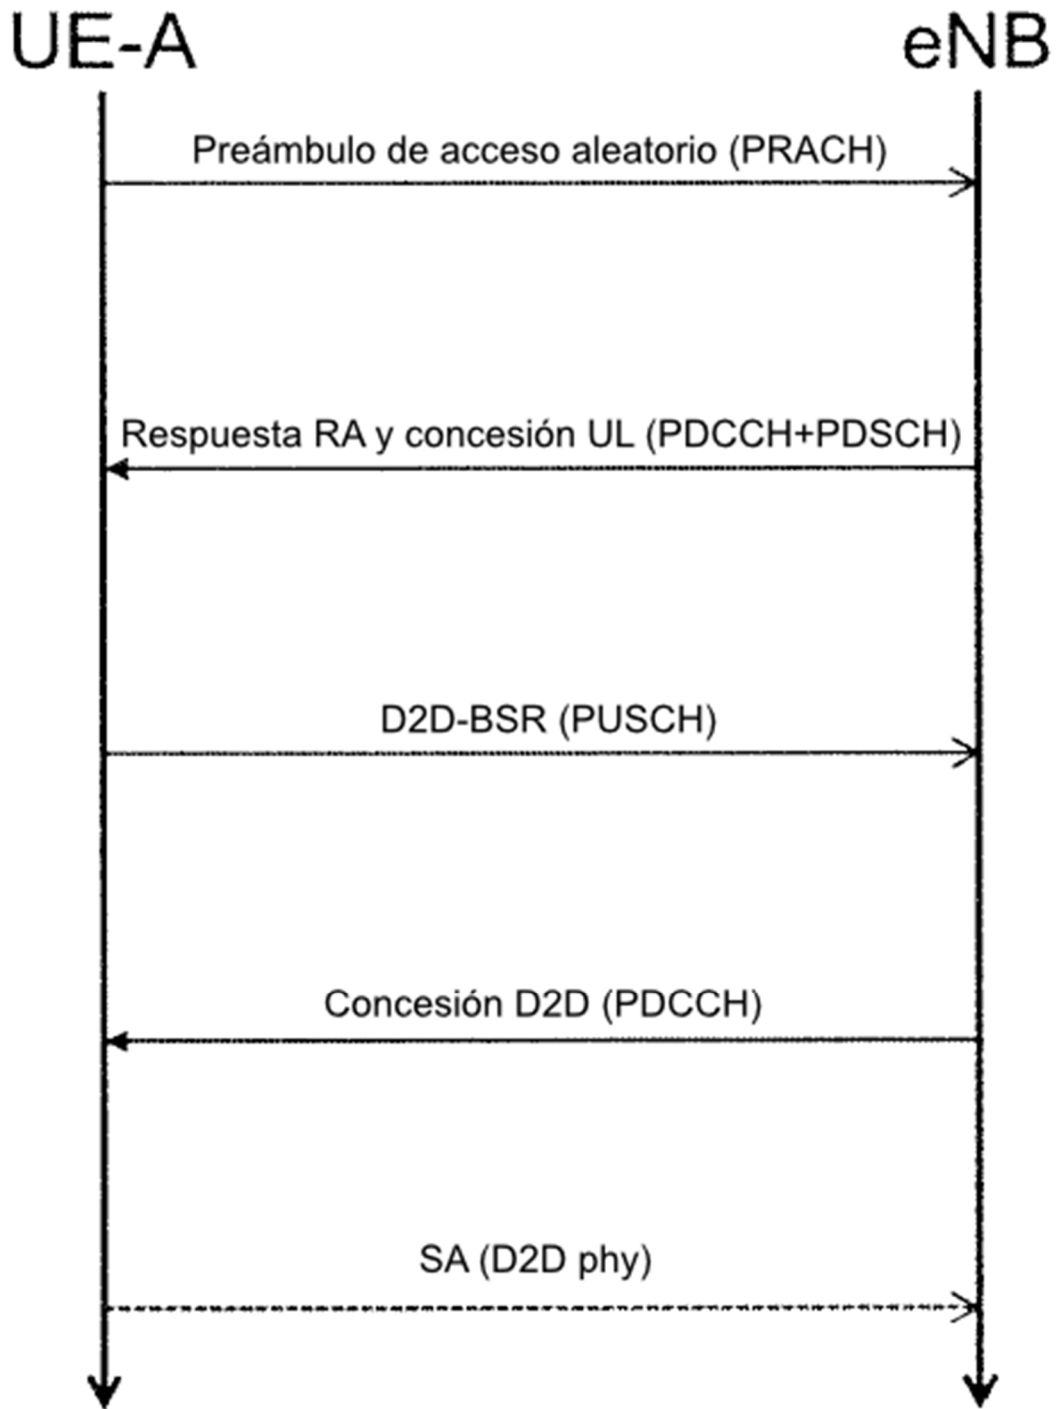 UE-A eNB
Preámbulo de acceso aleatorio (PRACH)
Respuesta RA y concesión UL (PDCCH+PDSCH)
D2D-BSR (PUSCH)
Concesión D2D (PDCCH)
SA (D2D phy)